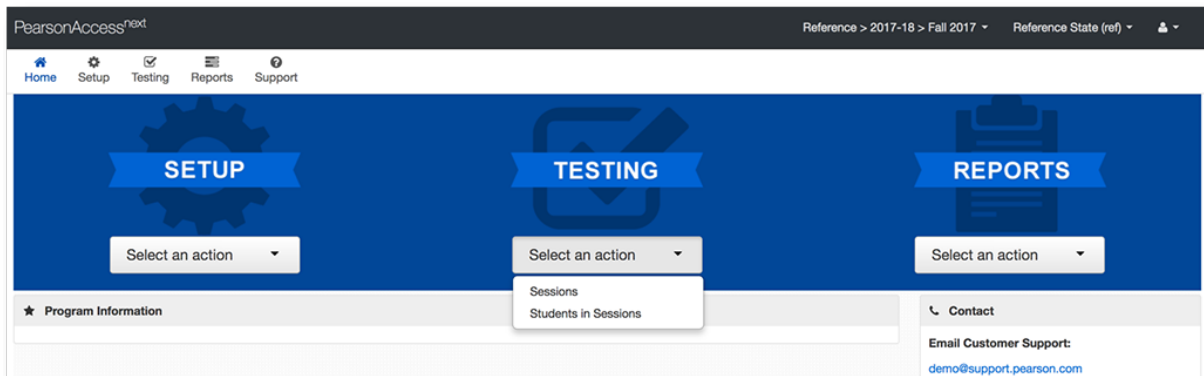 PearsonAccessnext
Reference > 2017-18 > Fall 2017
Reference State (ref)
Home
Setup
Testing
Reports
Support
SETUP
TESTING
REPORTS
Select an action
Select an action
Select an action
Sessions
Students in Sessions
Program Information
Contact
Email Customer Support:
demo@support.pearson.com